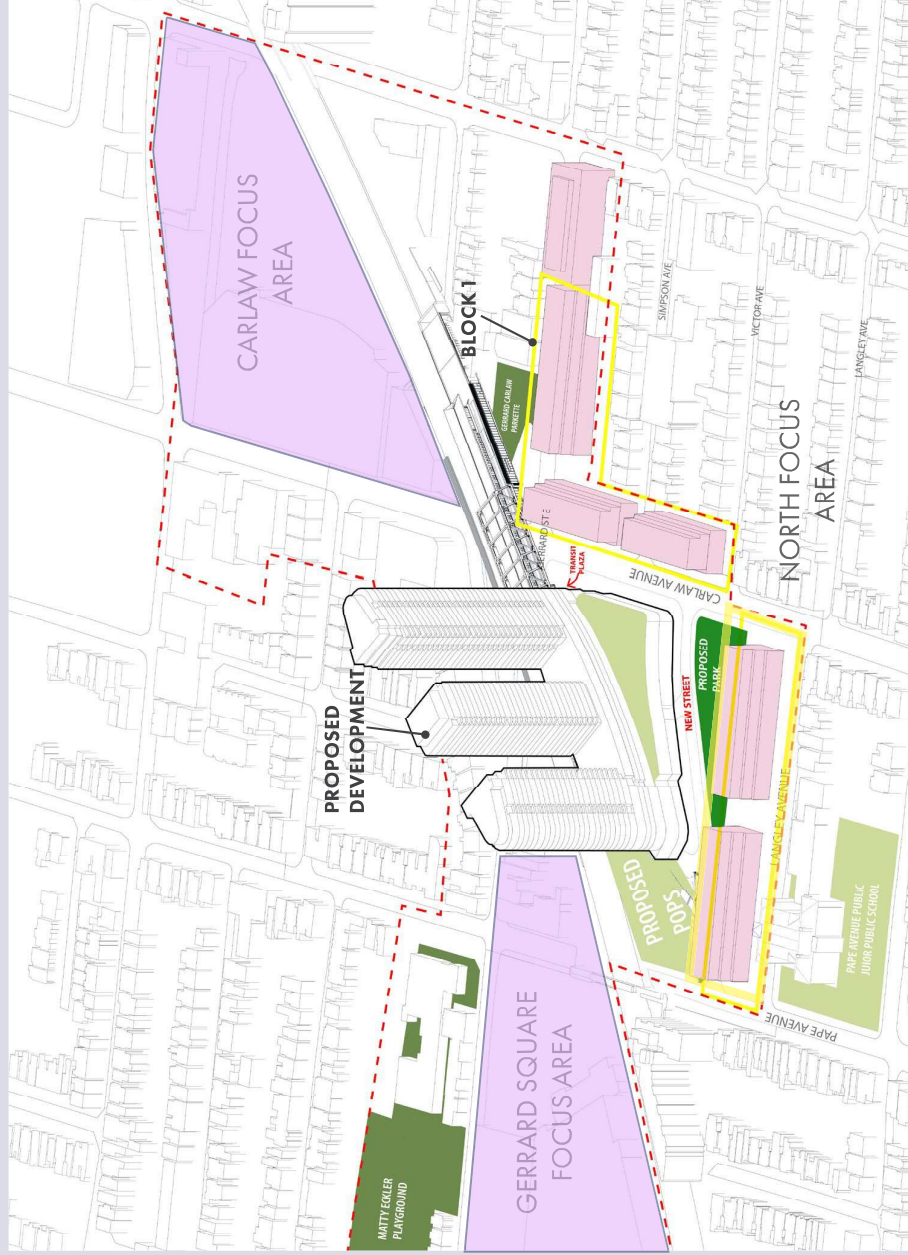 CARLAW FOCUS
AREA
BLOCK 1
GERRARD CARLAW
PARKETTE
SIMPSON AVE
VICTOR AVE
LANGLEY AVE
NORTH FOCUS
AREA
GERRARD ST E
TRANSIT
PLAZA
CARLAW AVENUE
PROPOSED
DEVELOPMENT
NEW STREET
PROPOSED
PARK
LANGLEY AVENUE
PROPOSED
POPS
PAPE AVENUE PUBLIC
JUIOR PUBLIC SCHOOL
PAPE AVENUE
GERRARD SQUARE
FOCUS AREA
MATTY ECKLER
PLAYGROUND